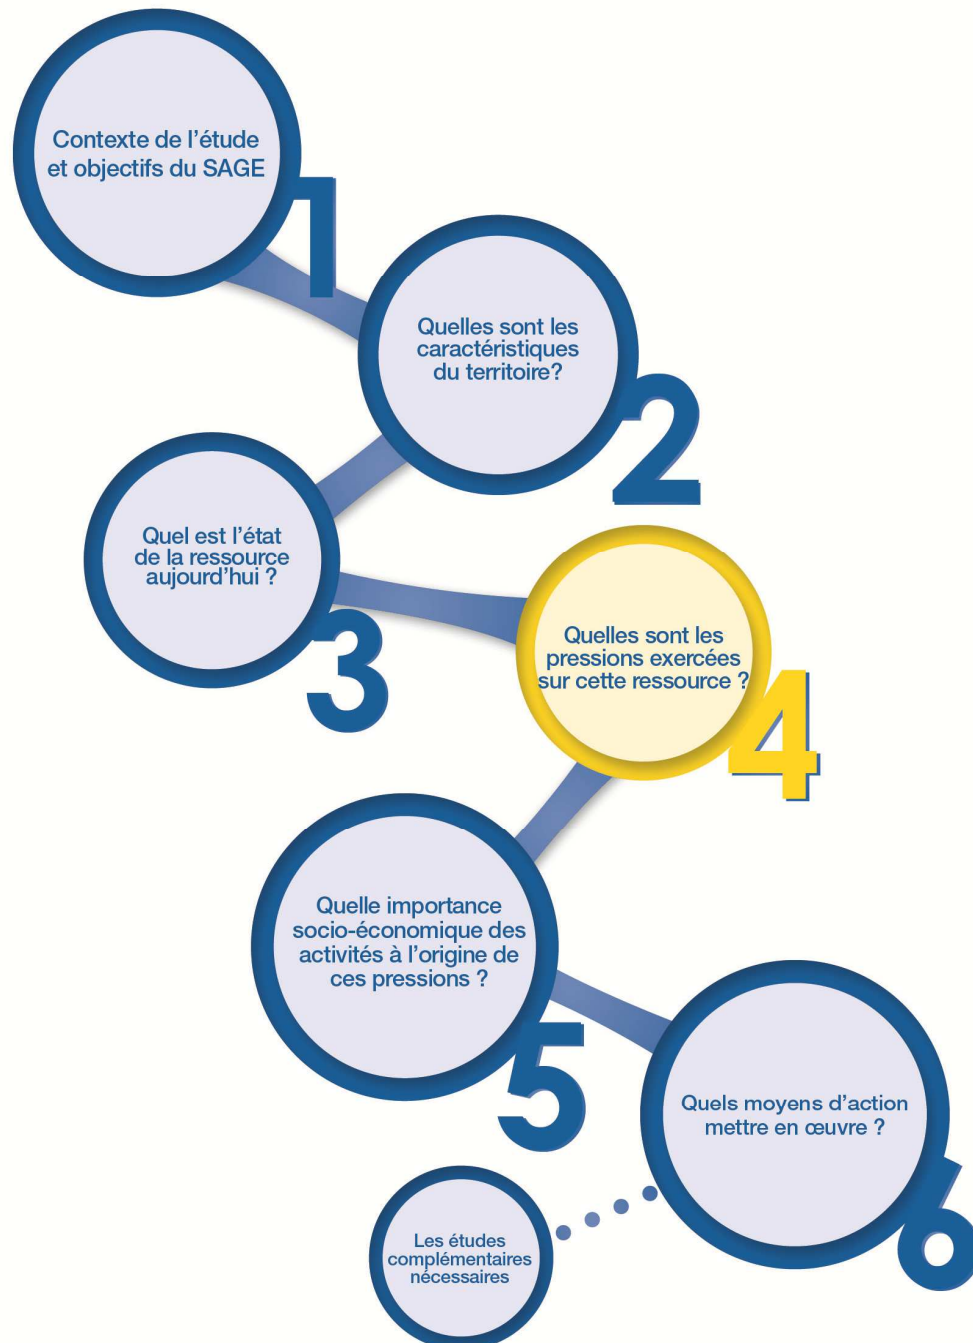 Contexte de l'étude
et objectifs du SAGE
1
Quelles sont les
caractéristiques
du territoire?
2
Quel est l'état
de la ressource
aujourd'hui ?
3
Quelles sont les
pressions exercées
sur cette ressource ?
4
Quelle importance
socio-économique des
activités à l'origine de
ces pressions ?
5
Quels moyens d'action
mettre en œuvre ?
6
Les études
complémentaires
nécessaires